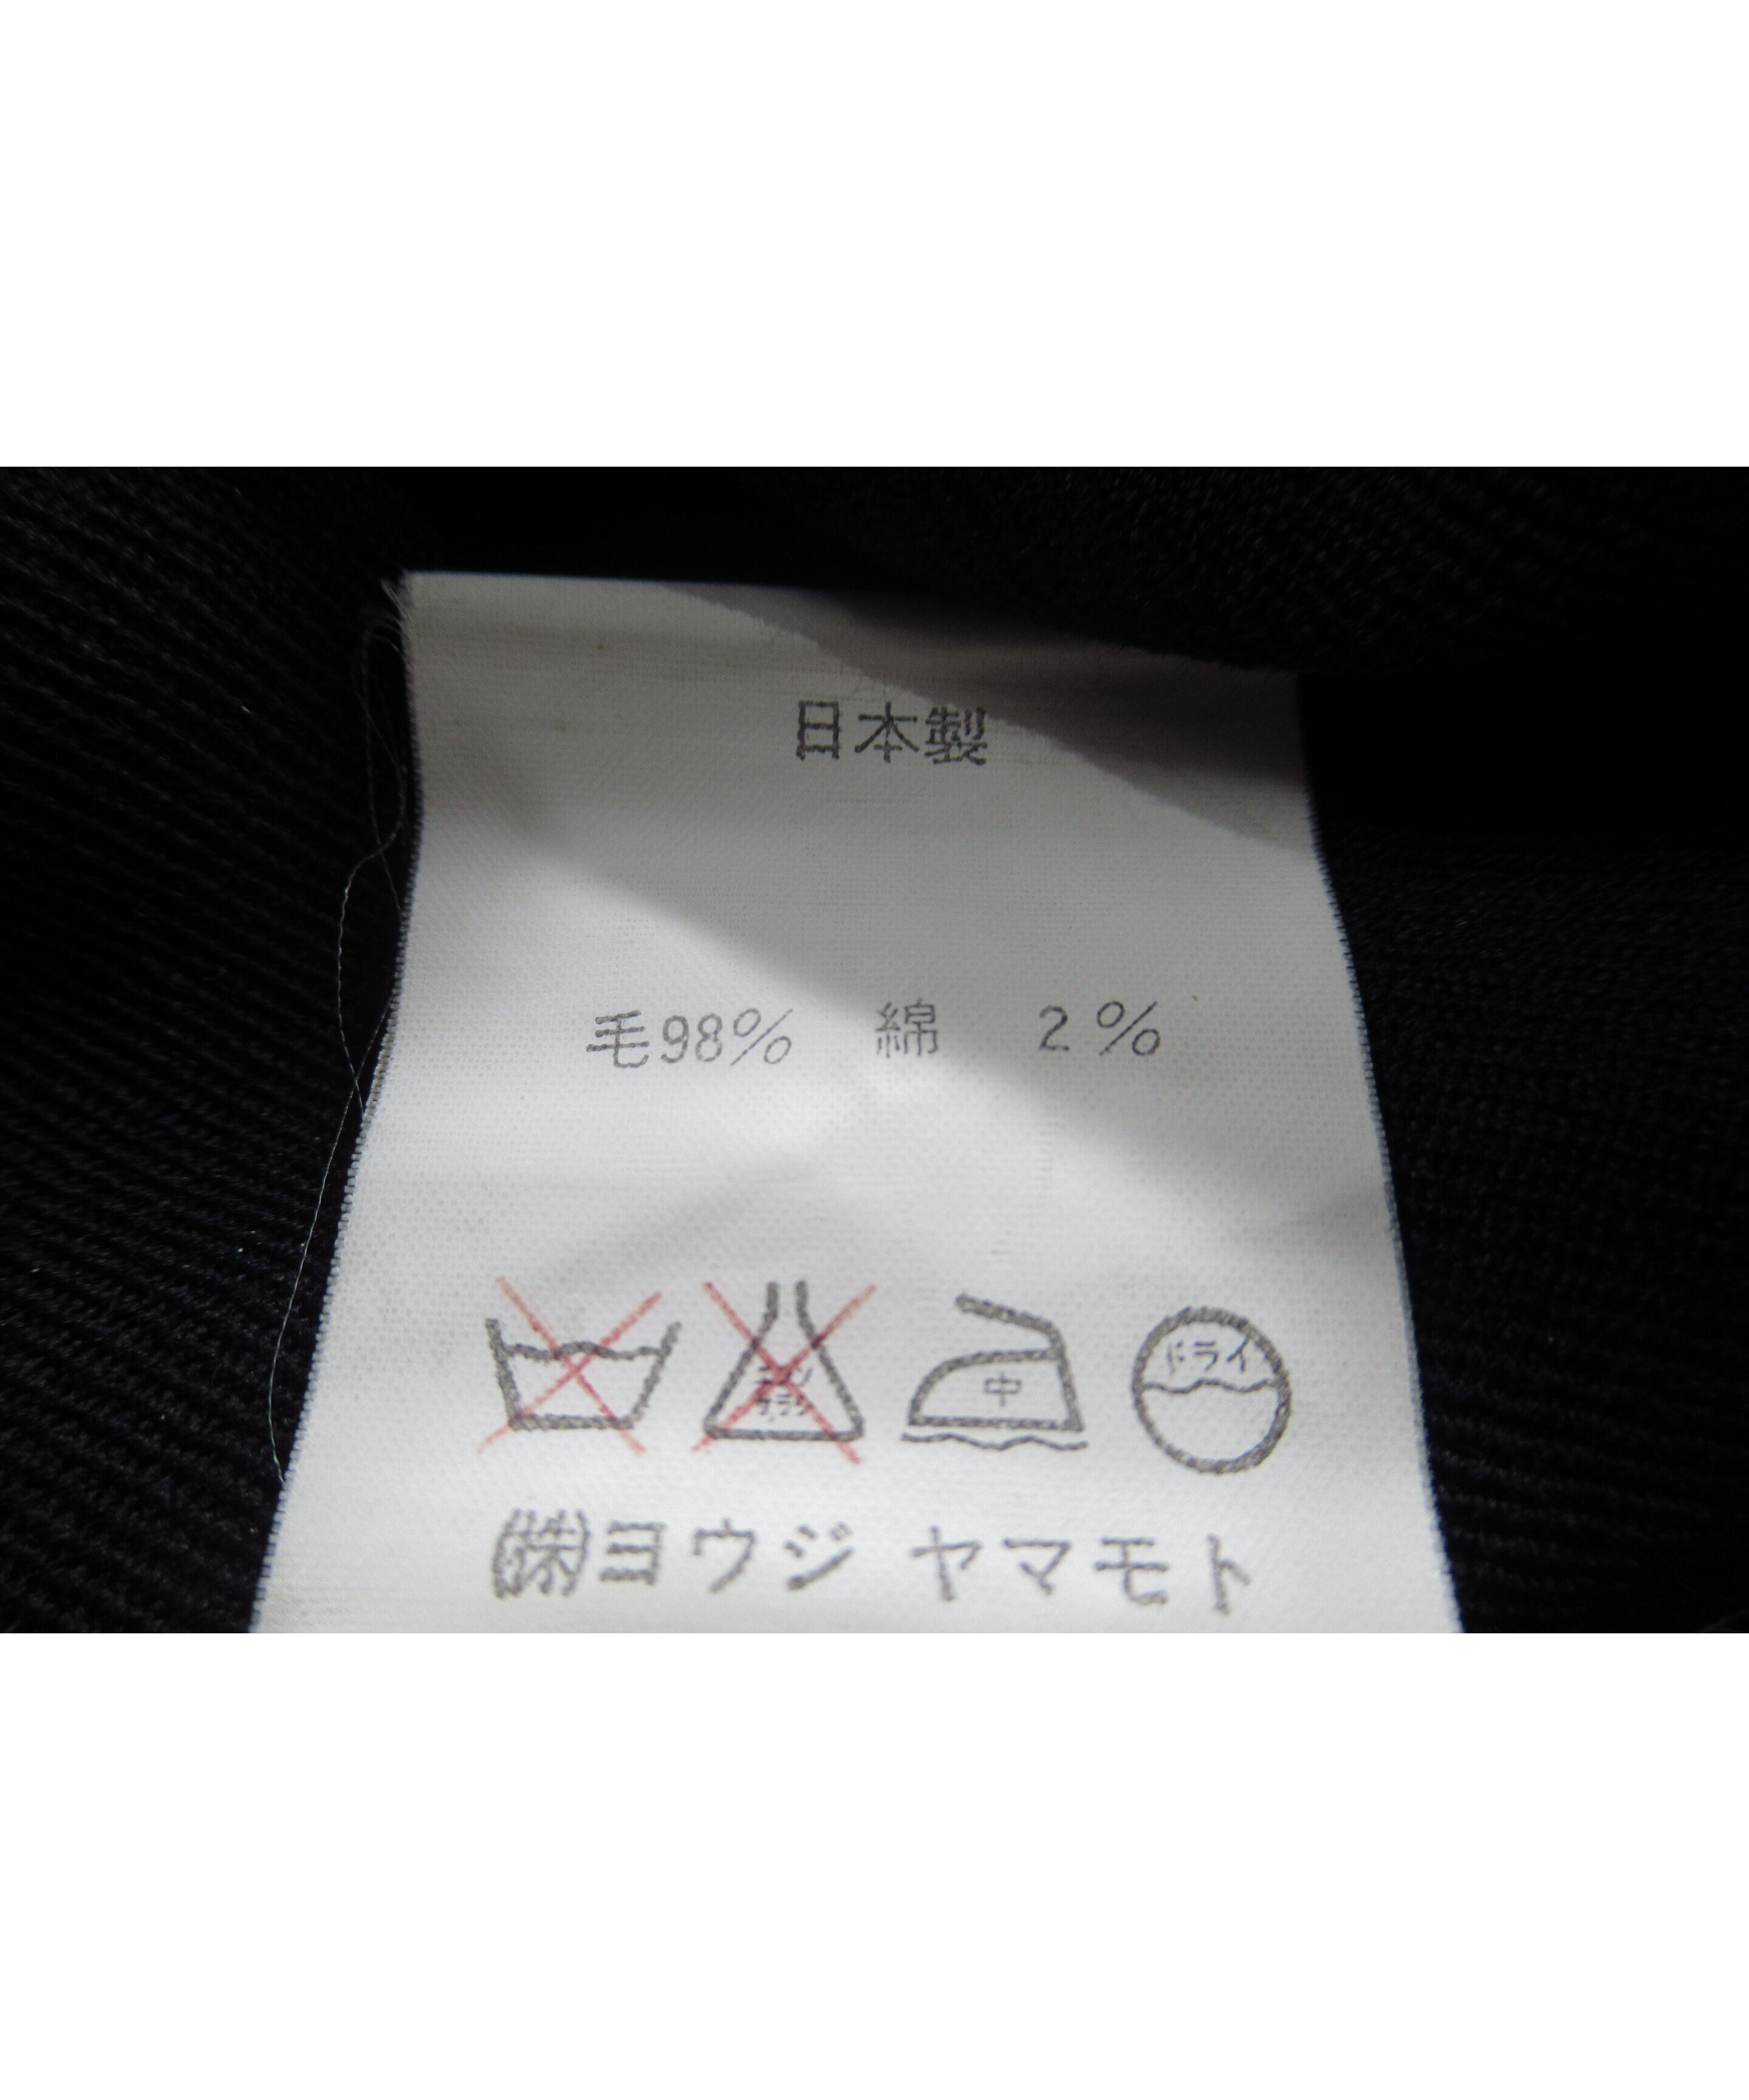 日本製
毛98% 綿 2%
中 ドライ
㈱ヨウジ ヤマモト